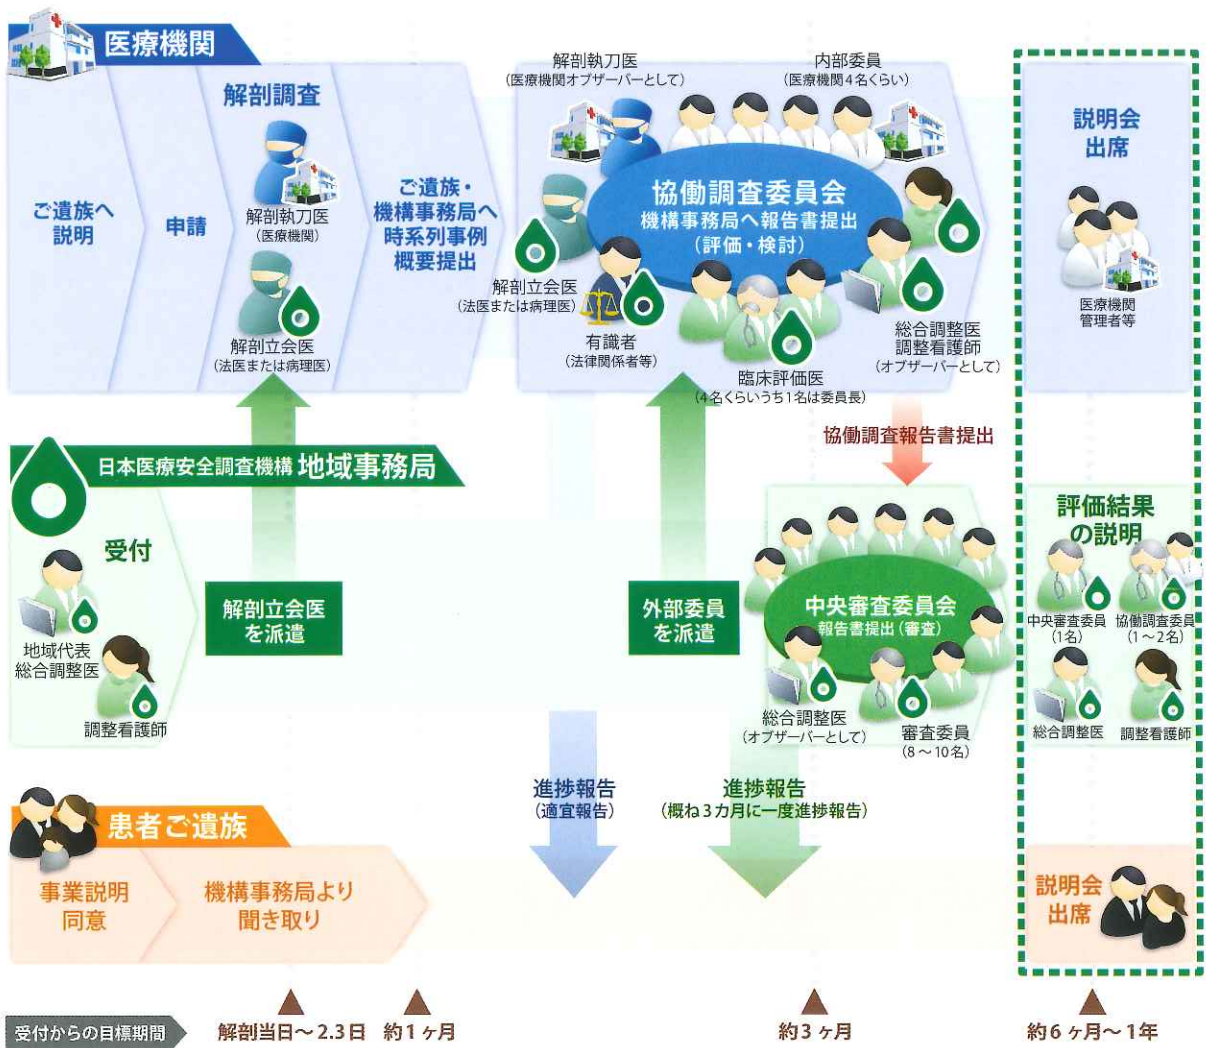 医療機関
解剖調査
ご遺族へ
説明
申請
解剖執刀医
(医療機関)
解剖立会医
(法医または病理医)
ご遺族・
機構事務局へ
時系列事例
概要提出
解剖執刀医
(医療機関オブザーバーとして)
内部委員
(医療機関4名くらい)
協働調査委員会
機構事務局へ報告書提出
(評価・検討)
解剖立会医
(法医または病理医)
有識者
(法律関係者等)
臨床評価医
(4名くらいうち1名は委員長)
総合調整医
調整看護師
(オブザーバーとして)
説明会
出席
医療機関
管理者等
協働調査報告書提出
日本医療安全調査機構 地域事務局
受付
地域代表
総合調整医
調整看護師
解剖立会医
を派遣
外部委員
を派遣
中央審査委員会
報告書提出(審査)
総合調整医
(オブザーバーとして)
審査委員
(8〜10名)
評価結果
の説明
中央審査委員
(1名)
協働調査委員
(1〜2名)
総合調整医
調整看護師
進捗報告
(適宜報告)
進捗報告
(概ね3カ月に一度進捗報告)
患者ご遺族
事業説明
同意
機構事務局より
聞き取り
説明会
出席
受付からの目標期間
解剖当日〜2.3日
約1ヶ月
約3ヶ月
約6ヶ月〜1年